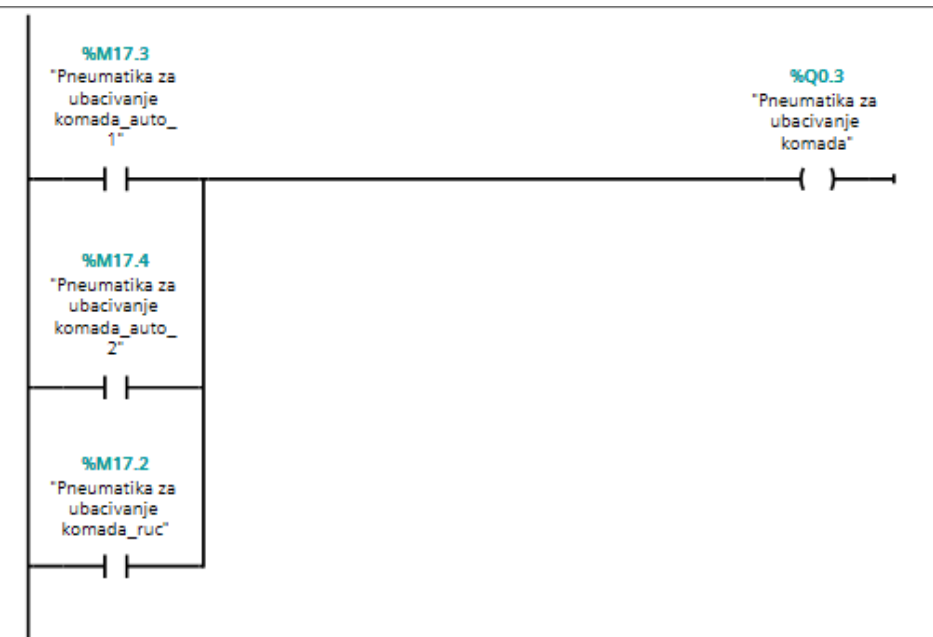 %M17.3
"Pneumatika za
ubacivanje
komada_auto_
1"
%Q0.3
"Pneumatika za
ubacivanje
komada"
%M17.4
"Pneumatika za
ubacivanje
komada_auto_
2"
%M17.2
"Pneumatika za
ubacivanje
komada_ruc"